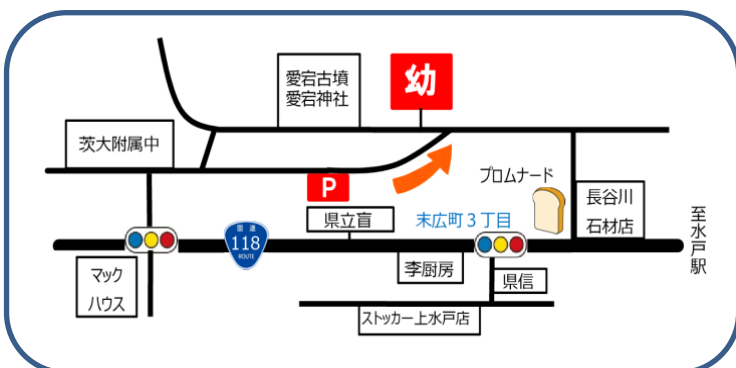 愛宕古墳
愛宕神社
幼
茨大附属中
P
プロムナード
長谷川
石材店
県立盲
末広町3丁目
至水戸駅
国道
118
ROUTE
李厨房
県信
マック
ハウス
ストッカー上水戸店